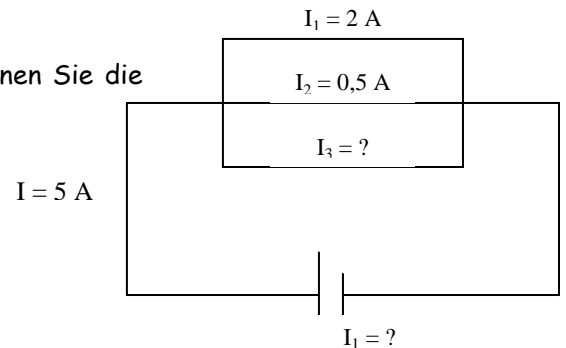 I₁ = 2 A
nen Sie die
I₂ = 0,5 A
I₃ = ?
I = 5 A
I₁ = ?